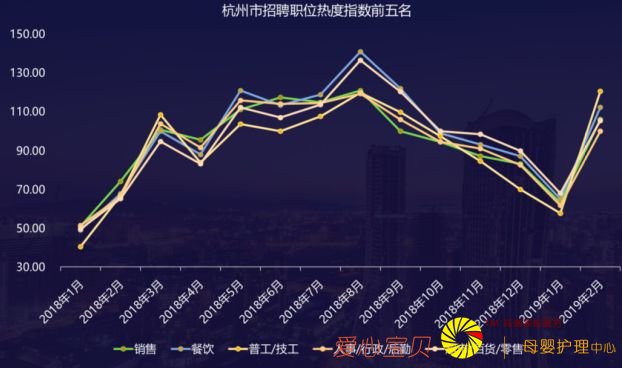 杭州市招聘职位热度指数前五名
150.00
130.00
110.00
90.00
70.00
50.00
30.00
2018年1月 2018年2月 2018年3月 2018年4月 2018年5月 2018年6月 2018年7月 2018年8月 2018年9月 2018年10月 2018年11月 2018年12月 2019年1月 2019年2月
销售 餐饮 普工/技工 人事/行政/后勤 百货/零售
爱心宝贝 母婴护理中心